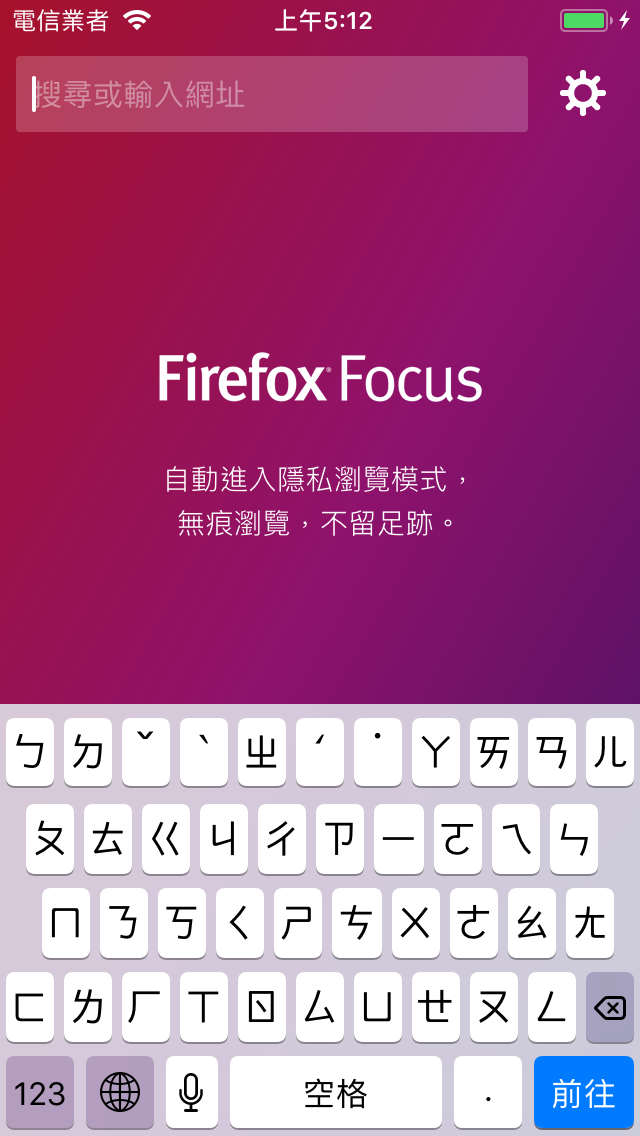 電信業者 上午5:12
搜尋或輸入網址
Firefox® Focus
自動進入隱私瀏覽模式，
無痕瀏覽，不留足跡。
ㄅ ㄉ ˇ ˋ ㄓ ˊ ˙ ㄚ ㄞ ㄢ ㄦ
ㄆ ㄊ ㄍ ㄐ ㄔ ㄗ ㄧ ㄛ ㄟ ㄣ
ㄇ ㄋ ㄎ ㄑ ㄕ ㄘ ㄨ ㄜ ㄠ ㄤ
ㄈ ㄌ ㄏ ㄒ ㄖ ㄙ ㄩ ㄝ ㄡ ㄥ
123 空格 . 前往